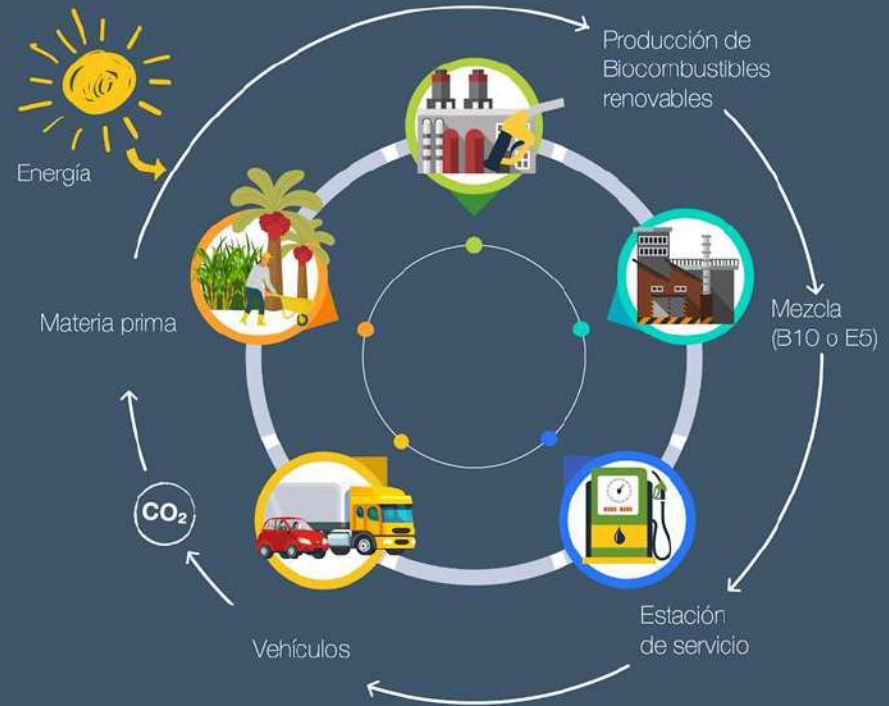 Energía
Producción de
Biocombustibles
renovables
Mezcla
(B10 o E5)
Estación
de servicio
Vehículos
CO₂
Materia prima